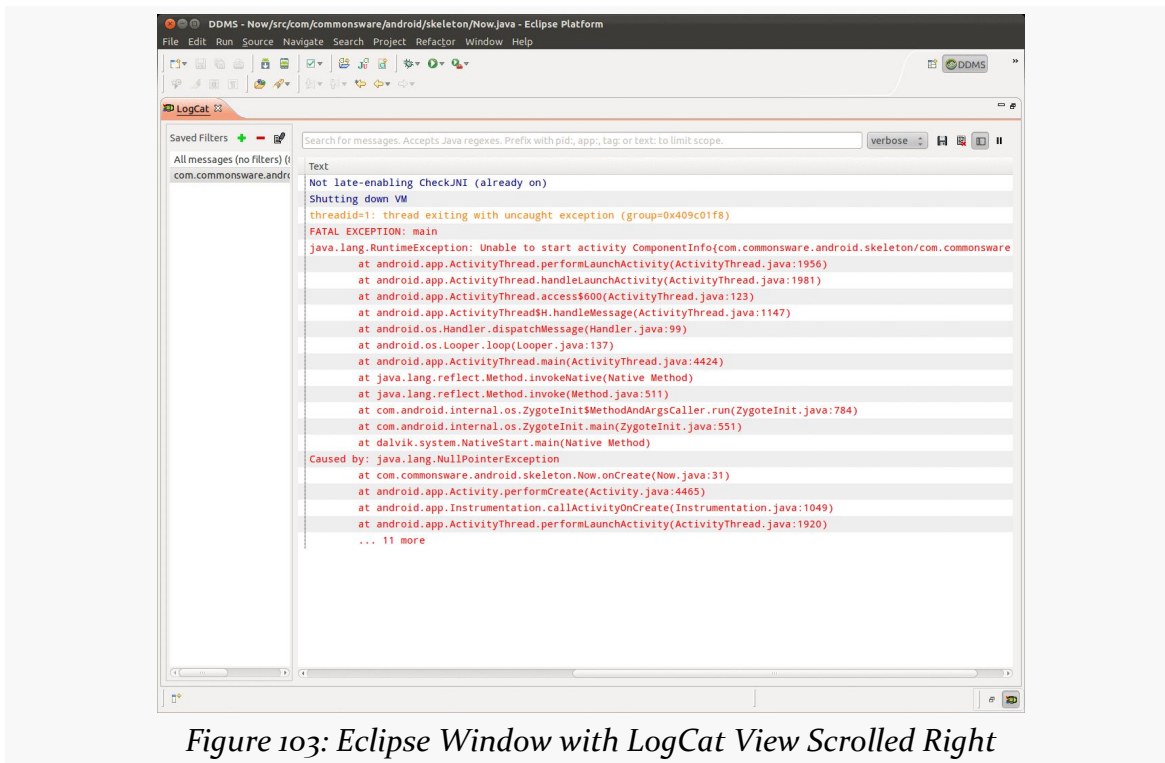 DDMS - Now/src/com/commonsware/android/skeleton/Now.java - Eclipse Platform
File Edit Run Source Navigate Search Project Refactor Window Help
DDMS
»
LogCat
Saved Filters
Search for messages. Accepts Java regexes. Prefix with pid:, app:, tag: or text: to limit scope.
verbose
All messages (no filters) (
com.commonsware.andro
Text
Not late-enabling CheckJNI (already on)
Shutting down VM
threadid=1: thread exiting with uncaught exception (group=0x409c01f8)
FATAL EXCEPTION: main
java.lang.RuntimeException: Unable to start activity ComponentInfo{com.commonsware.android.skeleton/com.commonsware
at android.app.ActivityThread.performLaunchActivity(ActivityThread.java:1956)
at android.app.ActivityThread.handleLaunchActivity(ActivityThread.java:1981)
at android.app.ActivityThread.access$600(ActivityThread.java:123)
at android.app.ActivityThread$H.handleMessage(ActivityThread.java:1147)
at android.os.Handler.dispatchMessage(Handler.java:99)
at android.os.Looper.loop(Looper.java:137)
at android.app.ActivityThread.main(ActivityThread.java:4424)
at java.lang.reflect.Method.invokeNative(Native Method)
at java.lang.reflect.Method.invoke(Method.java:511)
at com.android.internal.os.ZygoteInit$MethodAndArgsCaller.run(ZygoteInit.java:784)
at com.android.internal.os.ZygoteInit.main(ZygoteInit.java:551)
at dalvik.system.NativeStart.main(Native Method)
Caused by: java.lang.NullPointerException
at com.commonsware.android.skeleton.Now.onCreate(Now.java:31)
at android.app.Activity.performCreate(Activity.java:4465)
at android.app.Instrumentation.callActivityOnCreate(Instrumentation.java:1049)
at android.app.ActivityThread.performLaunchActivity(ActivityThread.java:1920)
... 11 more
Figure 103: Eclipse Window with LogCat View Scrolled Right